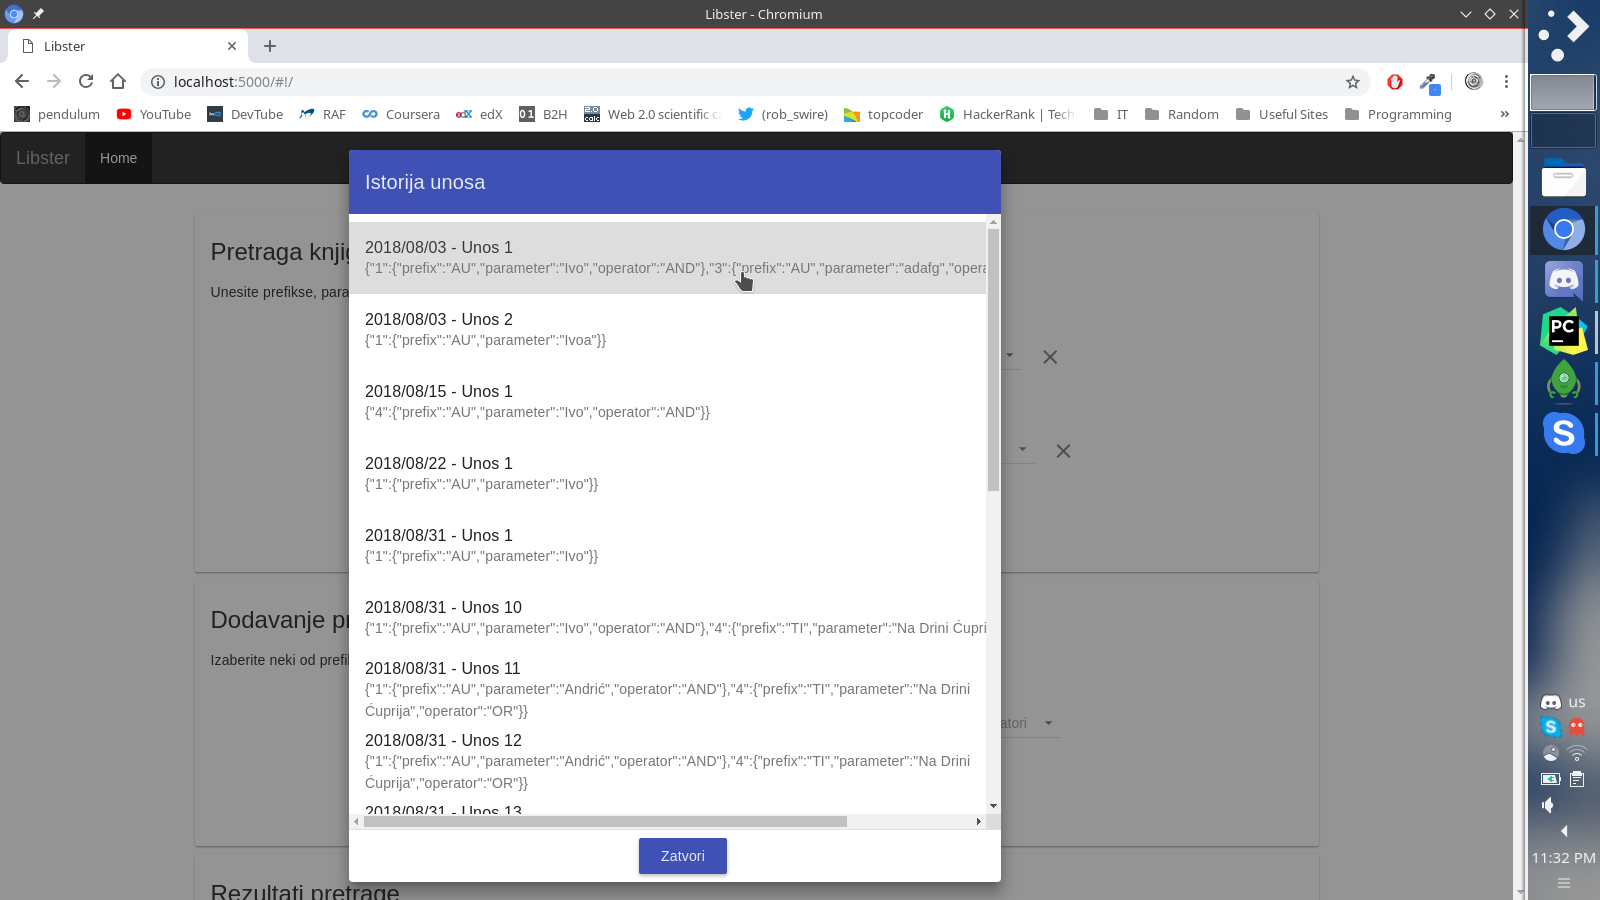 Libster - Chromium
Libster
localhost:5000/#!/
pendulum YouTube DevTube RAF Coursera edX B2H Web 2.0 scientific c (rob_swire) topcoder HackerRank | Tech IT Random Useful Sites Programming »
Libster Home
Istorija unosa
Pretraga knji
Unesite prefikse, para
2018/08/03 - Unos 1
{"1":{"prefix":"AU","parameter":"Ivo","operator":"AND"},"3":{"prefix":"AU","parameter":"adafg","opera
2018/08/03 - Unos 2
{"1":{"prefix":"AU","parameter":"Ivoa"}}
2018/08/15 - Unos 1
{"4":{"prefix":"AU","parameter":"Ivo","operator":"AND"}}
2018/08/22 - Unos 1
{"1":{"prefix":"AU","parameter":"Ivo"}}
2018/08/31 - Unos 1
{"1":{"prefix":"AU","parameter":"Ivo"}}
Dodavanje pr
Izaberite neki od prefi
2018/08/31 - Unos 10
{"1":{"prefix":"AU","parameter":"Ivo","operator":"AND"},"4":{"prefix":"TI","parameter":"Na Drini Ćupri
2018/08/31 - Unos 11
{"1":{"prefix":"AU","parameter":"Andrić","operator":"AND"},"4":{"prefix":"TI","parameter":"Na Drini
Ćuprija","operator":"OR"}}
2018/08/31 - Unos 12
{"1":{"prefix":"AU","parameter":"Andrić","operator":"AND"},"4":{"prefix":"TI","parameter":"Na Drini
Ćuprija","operator":"OR"}}
2018/08/31 - Unos 13
atori
Zatvori
Rezultati pretrage
PC
S
us
11:32 PM